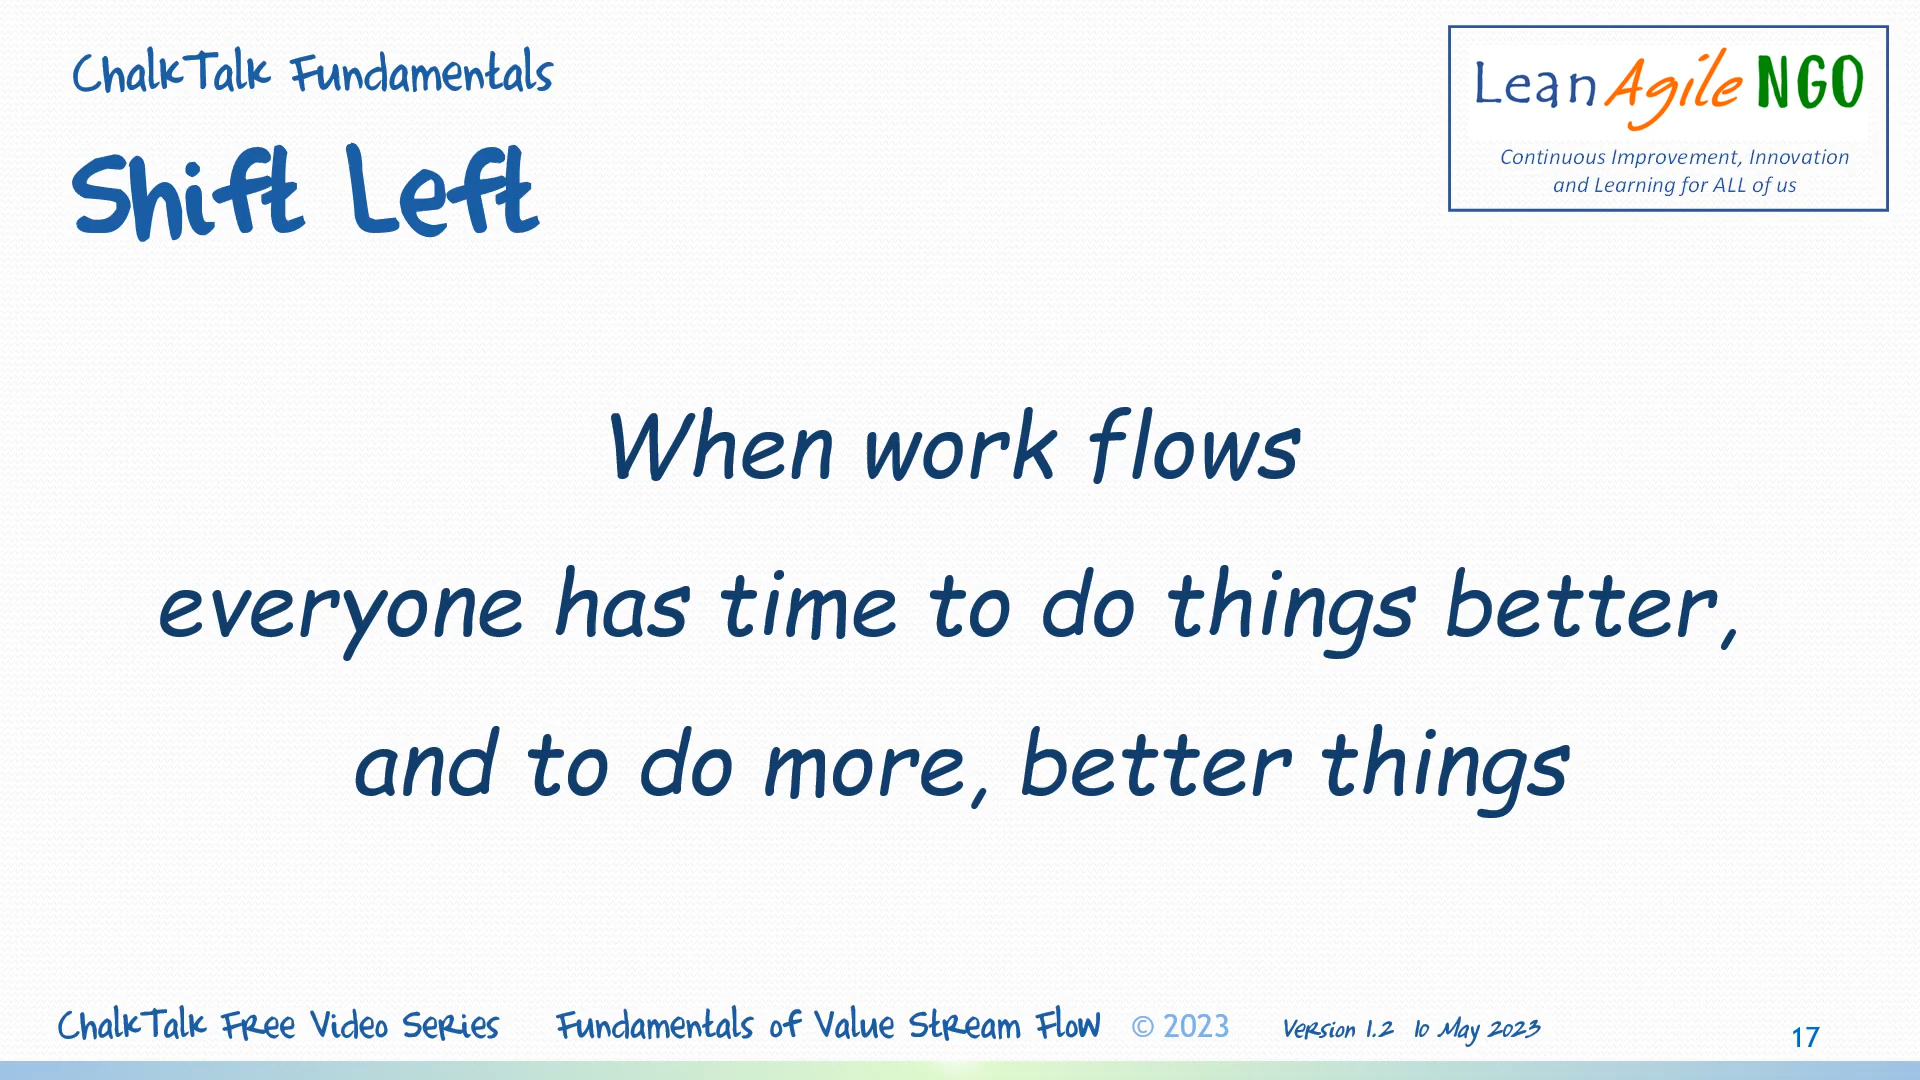 ChalkTalk Fundamentals
Shift Left
Lean Agile NGO
Continuous Improvement, Innovation
and Learning for ALL of us
When work flows
everyone has time to do things better,
and to do more, better things
ChalkTalk Free Video Series Fundamentals of Value Stream Flow © 2023 Version 1.2 10 May 2023 17